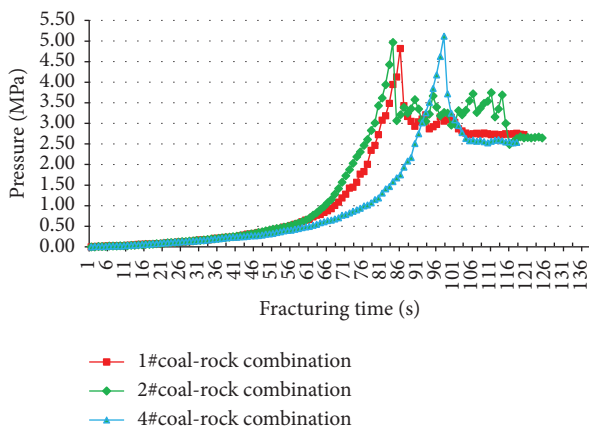 5.50
5.00
4.50
4.00
3.50
3.00
2.50
2.00
1.50
1.00
0.50
0.00
Pressure (MPa)
1 6 11 16 21 26 31 36 41 46 51 56 61 66 71 76 81 86 91 96 101 106 111 116 121 126 131 136
Fracturing time (s)
1#coal-rock combination
2#coal-rock combination
4#coal-rock combination